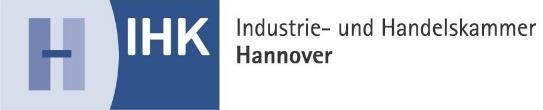 H IHK
Industrie- und Handelskammer
Hannover